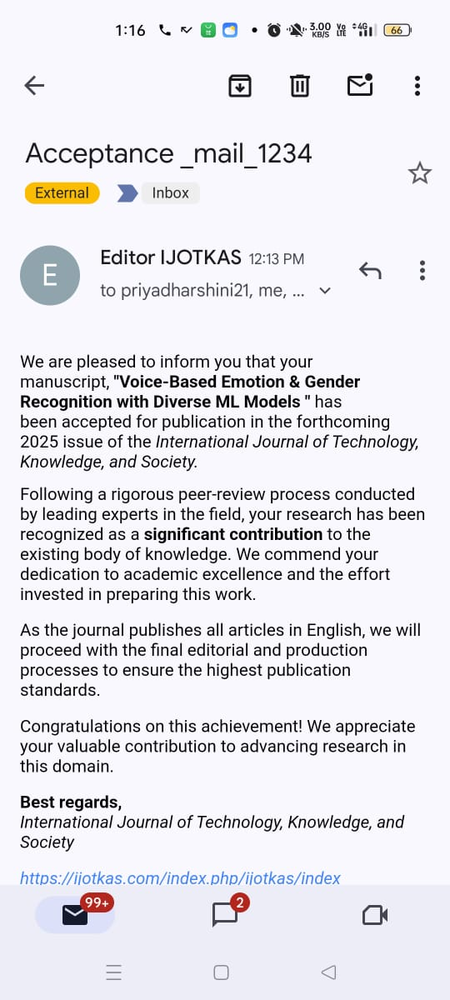 1:16
3.00 KB/S
Vo LTE
4G
66
Acceptance _mail_1234
External
Inbox
E
Editor IJOTKAS 12:13 PM
to priyadharshini21, me, ...
We are pleased to inform you that your
manuscript, "Voice-Based Emotion & Gender
Recognition with Diverse ML Models " has
been accepted for publication in the forthcoming
2025 issue of the International Journal of Technology,
Knowledge, and Society.
Following a rigorous peer-review process conducted
by leading experts in the field, your research has been
recognized as a significant contribution to the
existing body of knowledge. We commend your
dedication to academic excellence and the effort
invested in preparing this work.
As the journal publishes all articles in English, we will
proceed with the final editorial and production
processes to ensure the highest publication
standards.
Congratulations on this achievement! We appreciate
your valuable contribution to advancing research in
this domain.
Best regards,
International Journal of Technology, Knowledge, and
Society
https://ijotkas.com/index.php/ijotkas/index
99+
2